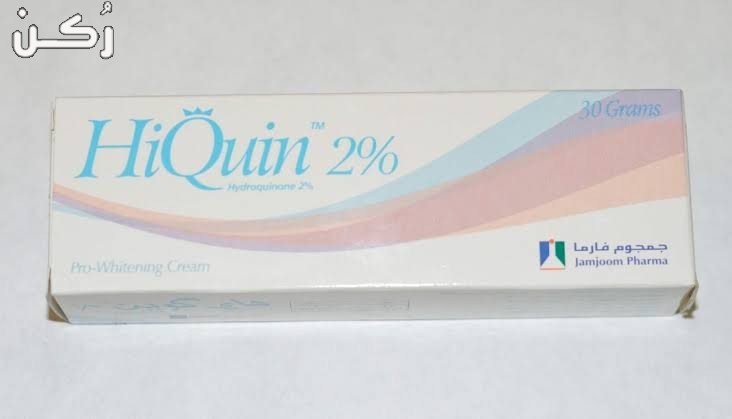 رُكن
30 Grams
HiQuin™ 2%
Hydroquinone 2%
جمجوم فارما
Jamjoom Pharma
Pro-Whitening Cream